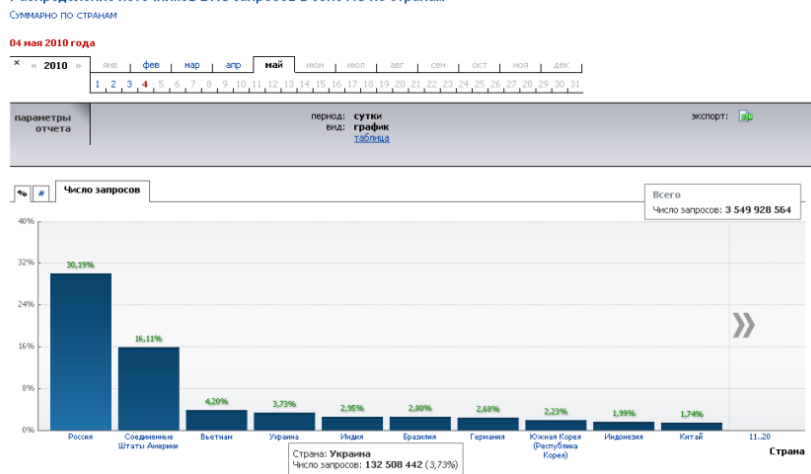 Суммарно по странам
04 мая 2010 года
× « 2010 » янв фев мар апр май июн июл авг сен окт ноя дек
1 2 3 4 5 6 7 8 9 10 11 12 13 14 15 16 17 18 19 20 21 22 23 24 25 26 27 28 29 30 31
параметры отчета
период: сутки
вид: график
таблица
экспорт:
% # Число запросов
Всего
Число запросов: 3 549 928 564
40%
32%
24%
16%
8%
0%
30,19%
16,11%
4,20%
3,73%
2,95%
2,80%
2,68%
2,23%
1,99%
1,74%
Россия
Соединенные Штаты Америки
Вьетнам
Украина
Индия
Бразилия
Германия
Южная Корея (Республика Корея)
Индонезия
Китай
11..20
Страна
Страна: Украина
Число запросов: 132 508 442 (3,73%)